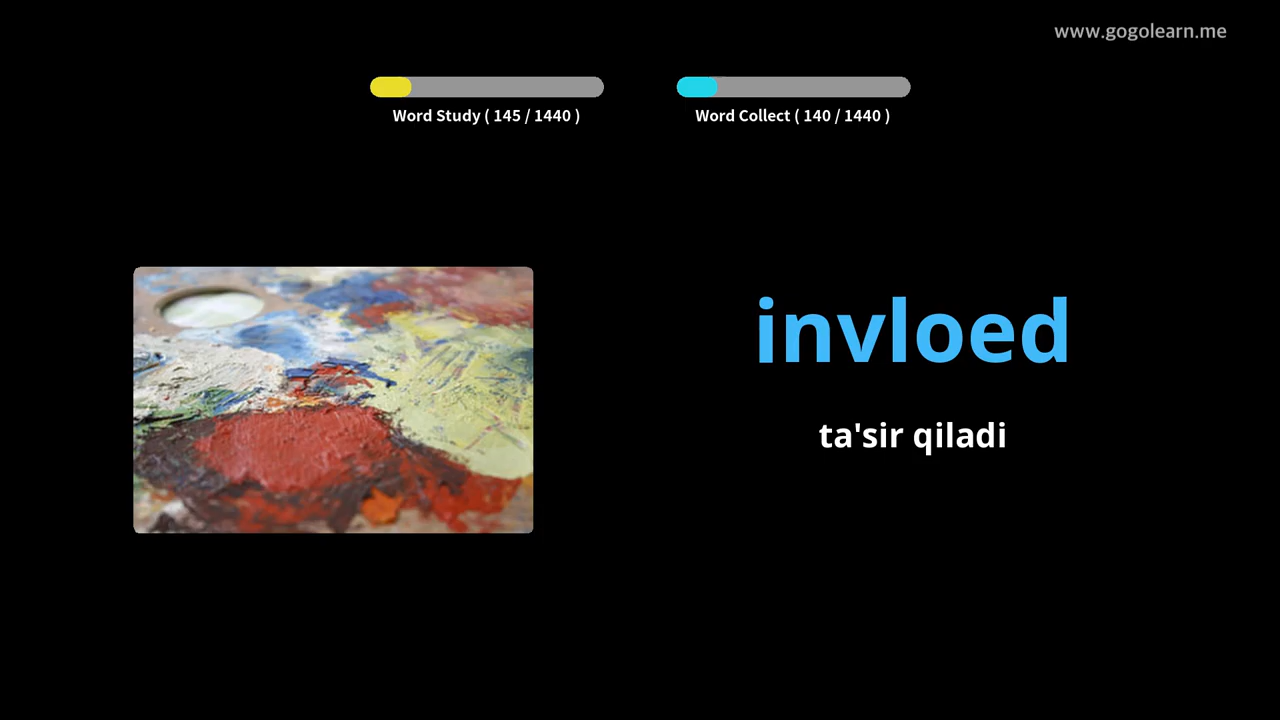 www.gogolearn.me
Word Study ( 145 / 1440 )
Word Collect ( 140 / 1440 )
invloed
ta'sir qiladi